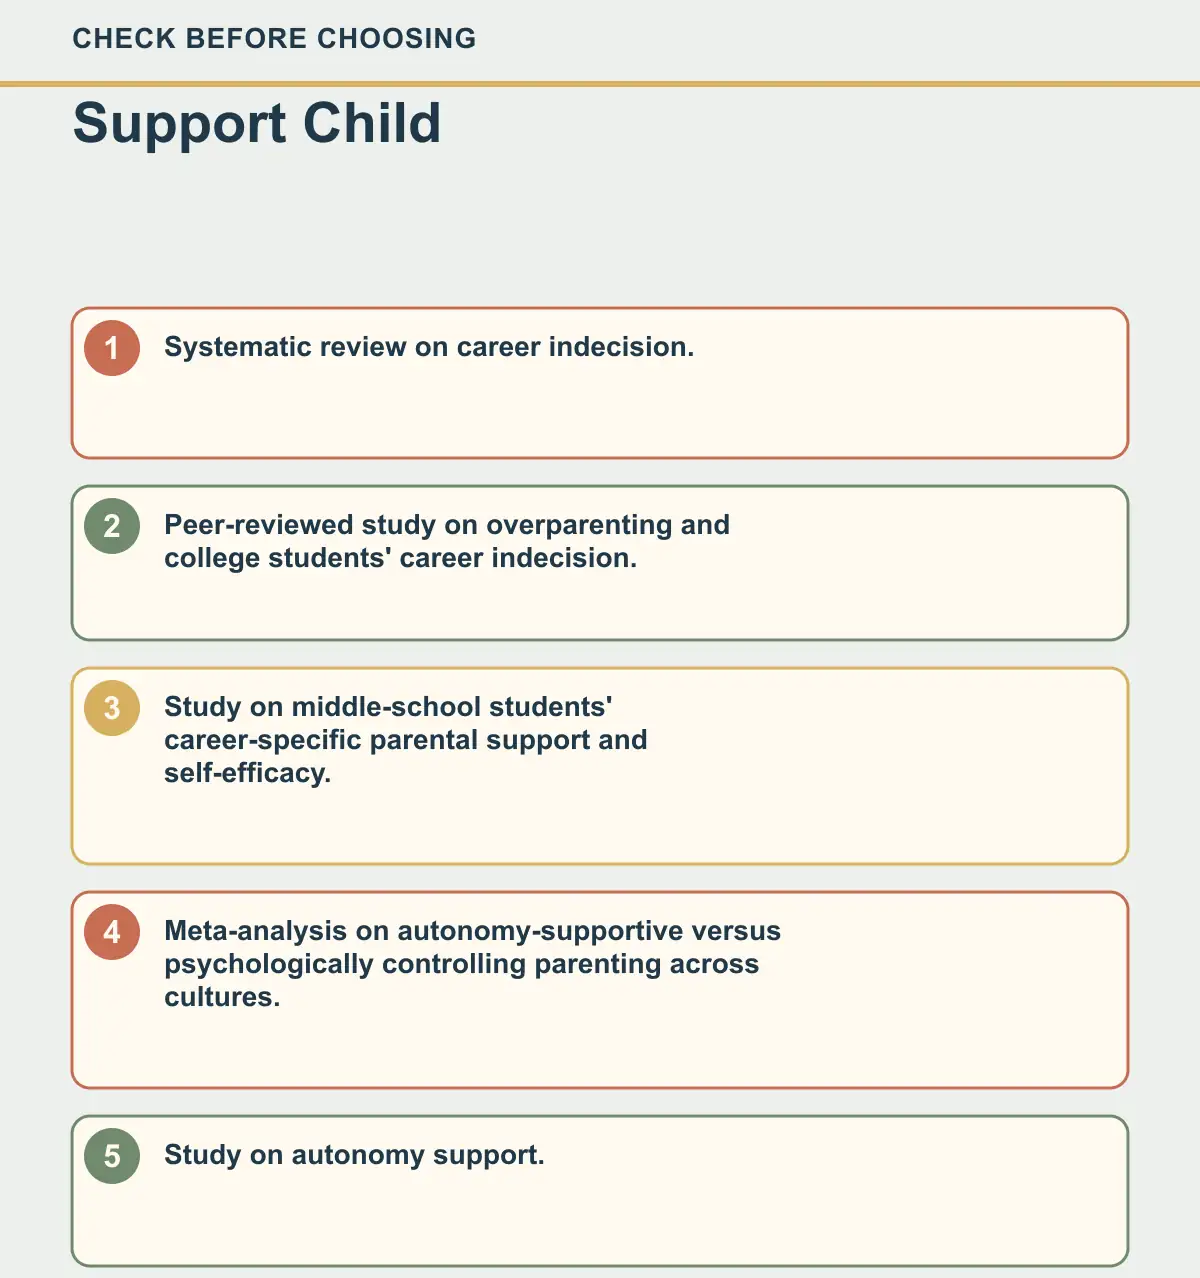 CHECK BEFORE CHOOSING
Support Child
1
Systematic review on career indecision.
2
Peer-reviewed study on overparenting and
college students' career indecision.
3
Study on middle-school students'
career-specific parental support and
self-efficacy.
4
Meta-analysis on autonomy-supportive versus
psychologically controlling parenting across
cultures.
5
Study on autonomy support.